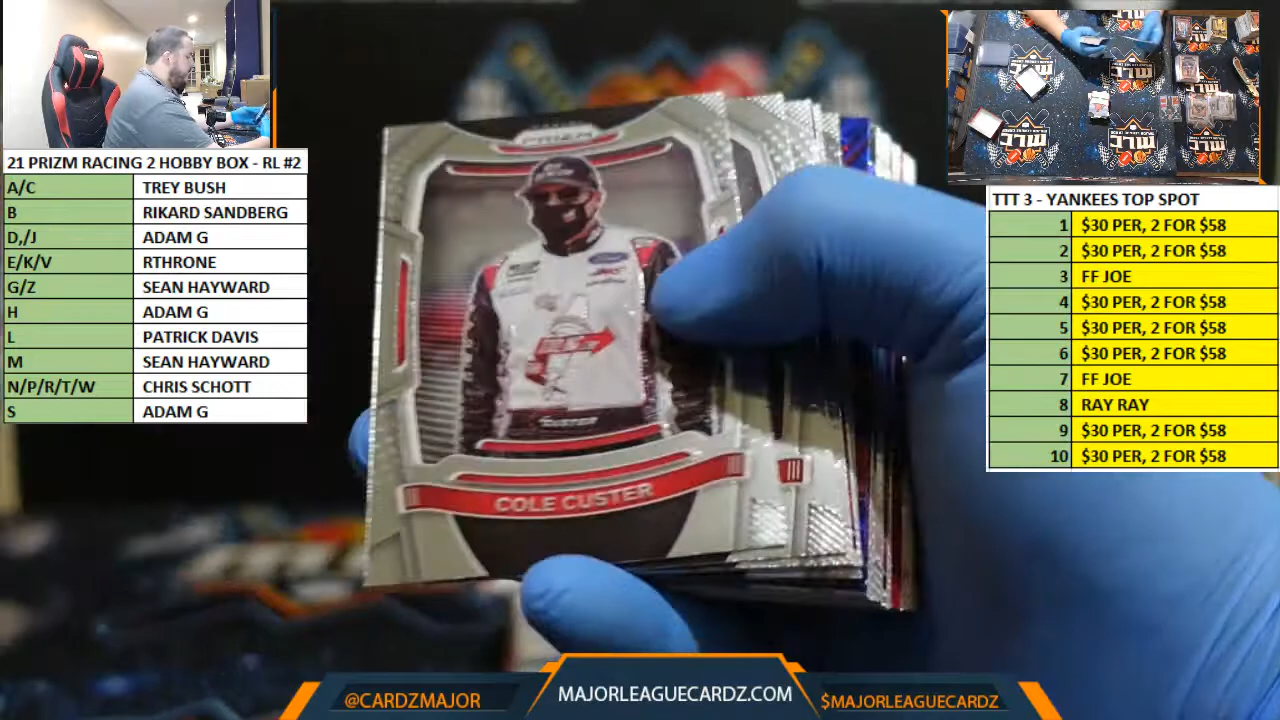 21 PRIZM RACING 2 HOBBY BOX - RL #2
A/C TREY BUSH
B RIKARD SANDBERG
D,/J ADAM G
E/K/V RTHRONE
G/Z SEAN HAYWARD
H ADAM G
L PATRICK DAVIS
M SEAN HAYWARD
N/P/R/T/W CHRIS SCHOTT
S ADAM G
PRIZM
Ford
COLE CUSTER
TTT 3 - YANKEES TOP SPOT
1 $30 PER, 2 FOR $58
2 $30 PER, 2 FOR $58
3 FF JOE
4 $30 PER, 2 FOR $58
5 $30 PER, 2 FOR $58
6 $30 PER, 2 FOR $58
7 FF JOE
8 RAY RAY
9 $30 PER, 2 FOR $58
10 $30 PER, 2 FOR $58
@CARDZMAJOR
MAJORLEAGUECARDZ.COM
$MAJORLEAGUECARDZ